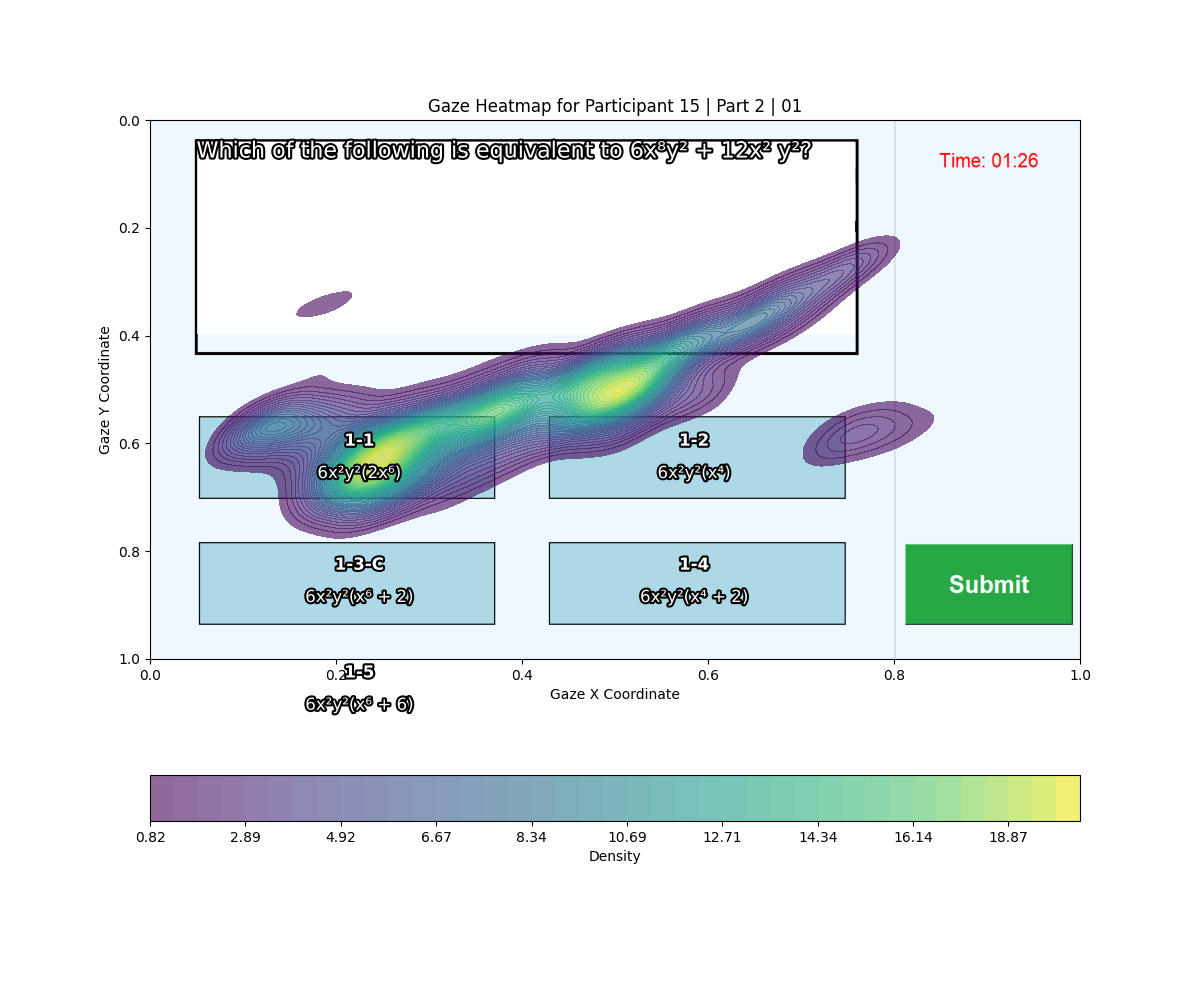 Gaze Heatmap for Participant 15 | Part 2 | 01
Which of the following is equivalent to 6x⁸y² + 12x² y²?
Time: 01:26
0.0
0.2
0.4
0.6
0.8
1.0
Gaze Y Coordinate
1-1
6x²y²(2x⁶)
1-2
6x²y²(x⁴)
1-3-C
6x²y²(x⁶ + 2)
1-4
6x²y²(x⁴ + 2)
Submit
0.0 0.2 0.4 0.6 0.8 1.0
1-5
6x²y²(x⁶ + 6)
Gaze X Coordinate
0.82 2.89 4.92 6.67 8.34 10.69 12.71 14.34 16.14 18.87
Density